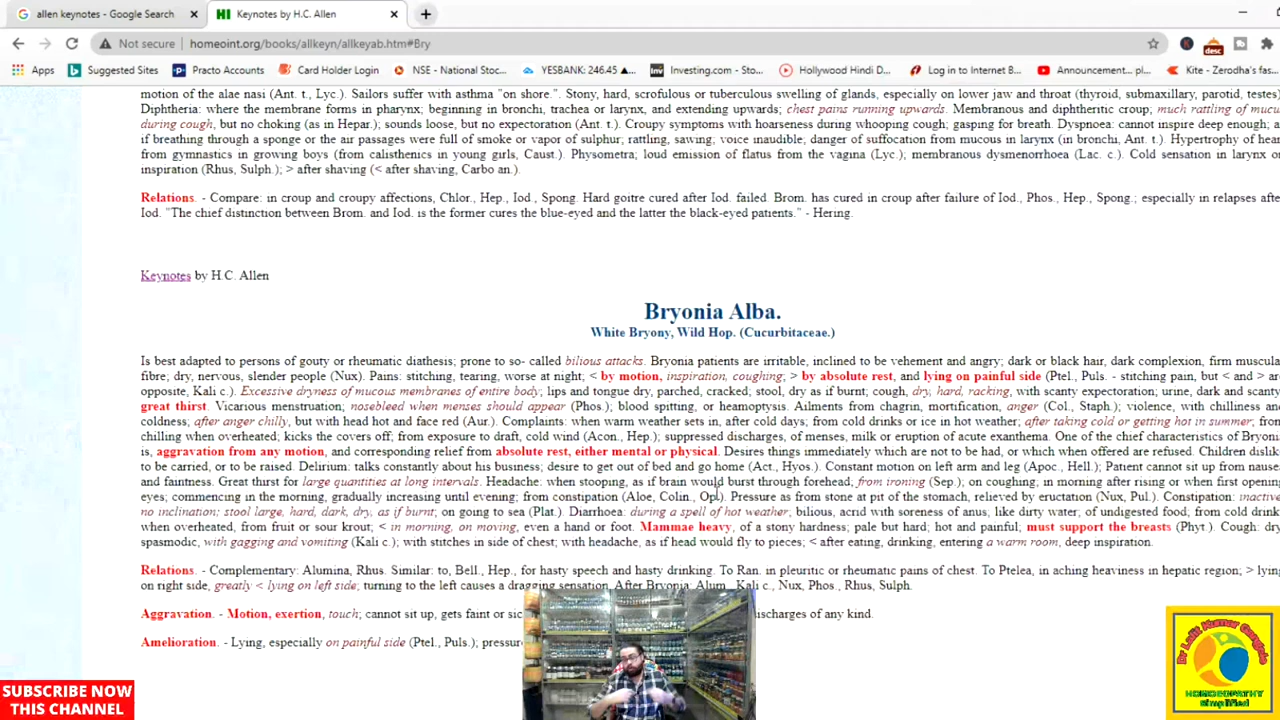 allen keynotes - Google Search
Keynotes by H.C. Allen
Not secure homeoint.org/books/allkeyn/allkeyab.htm#Bry
Apps Suggested Sites Practo Accounts Card Holder Login NSE - National Stoc... YESBANK: 246.45 ▲... Investing.com - Sto... Hollywood Hindi D... Log in to Internet B... Announcement... Kite - Zerodha's fas...
motion of the alae nasi (Ant. t., Lyc.). Sailors suffer with asthma "on shore.". Stony, hard, scrofulous or tuberculous swelling of glands, especially on lower jaw and throat (thyroid, submaxillary, parotid, testes)
Diphtheria: where the membrane forms in pharynx; beginning in bronchi, trachea or larynx, and extending upwards; chest pains running upwards. Membranous and diphtheritic croup; much rattling of mucu
during cough, but no choking (as in Hepar.); sounds loose, but no expectoration (Ant. t.). Croupy symptoms with hoarseness during whooping cough; gasping for breath. Dyspnoea: cannot inspire deep enough; a
if breathing through a sponge or the air passages were full of smoke or vapor of sulphur; rattling, sawing, voice inaudible, danger of suffocation from mucous in larynx (in bronchi, Ant. t.). Hypertrophy of hear
from gymnastics in growing boys (from calisthenics in young girls, Caust.). Physometra; loud emission of flatus from the vagina (Lyc.); membranous dysmenorrhoea (Lac. c.). Cold sensation in larynx o
inspiration (Rhus, Sulph.); > after shaving (< after shaving, Carbo an.).
Relations. - Compare: in croup and croupy affections, Chlor., Hep., Iod., Spong. Hard goitre cured after Iod. failed. Brom. has cured in croup after failure of Iod., Phos., Hep., Spong.; especially in relapses afte
Iod. "The chief distinction between Brom. and Iod. is the former cures the blue-eyed and the latter the black-eyed patients." - Hering.
Keynotes by H.C. Allen
Bryonia Alba.
White Bryony, Wild Hop. (Cucurbitaceae.)
Is best adapted to persons of gouty or rheumatic diathesis; prone to so- called bilious attacks. Bryonia patients are irritable, inclined to be vehement and angry; dark or black hair, dark complexion, firm muscula
fibre; dry, nervous, slender people (Nux). Pains: stitching, tearing, worse at night; < by motion, inspiration, coughing; > by absolute rest, and lying on painful side (Ptel., Puls. - stitching pain, but < and > are
opposite, Kali c.). Excessive dryness of mucous membranes of entire body; lips and tongue dry, parched, cracked; stool, dry as if burnt; cough, dry, hard, racking, with scanty expectoration; urine, dark and scanty
great thirst. Vicarious menstruation; nosebleed when menses should appear (Phos.); blood spitting, or heamoptysis. Ailments from chagrin, mortification, anger (Col., Staph.); violence, with chilliness an
coldness; after anger chilly, but with head hot and face red (Aur.). Complaints: when warm weather sets in, after cold days; from cold drinks or ice in hot weather; after taking cold or getting hot in summer; from
chilling when overheated; kicks the covers off; from exposure to draft, cold wind (Acon., Hep.); suppressed discharges, of menses, milk or eruption of acute exanthema. One of the chief characteristics of Bryoni
is, aggravation from any motion, and corresponding relief from absolute rest, either mental or physical. Desires things immediately which are not to be had, or which when offered are refused. Children dislik
to be carried, or to be raised. Delirium: talks constantly about his business; desire to get out of bed and go home (Act., Hyos.). Constant motion on left arm and leg (Apoc., Hell.); Patient cannot sit up from nause
and faintness. Great thirst for large quantities at long intervals. Headache: when stooping, as if brain would burst through forehead; from ironing (Sep.); on coughing; in morning after rising or when first opening
eyes; commencing in the morning, gradually increasing until evening; from constipation (Aloe, Colin., Op.). Pressure as from stone at pit of the stomach, relieved by eructation (Nux, Pul.). Constipation: inactive
no inclination; stool large, hard, dark, dry, as if burnt; on going to sea (Plat.). Diarrhoea: during a spell of hot weather; bilious, acrid with soreness of anus; like dirty water; of undigested food; from cold drink
when overheated, from fruit or sour krout; < in morning, on moving, even a hand or foot. Mammae heavy, of a stony hardness; pale but hard; hot and painful; must support the breasts (Phyt.). Cough: dry
spasmodic, with gagging and vomiting (Kali c.); with stitches in side of chest; with headache, as if head would fly to pieces; < after eating, drinking, entering a warm room, deep inspiration.
Relations. - Complementary: Alumina, Rhus. Similar: to, Bell., Hep., for hasty speech and hasty drinking. To Ran. in pleuritic or rheumatic pains of chest. To Ptelea, in aching heaviness in hepatic region; > lying
on right side, greatly < lying on left side; turning to the left causes a dragging sensation. After Bryonia: Alum., Kali c., Nux, Phos., Rhus, Sulph.
Aggravation. - Motion, exertion, touch; cannot sit up, gets faint or sic ischarges of any kind.
Amelioration. - Lying, especially on painful side (Ptel., Puls.); pressur
SUBSCRIBE NOW
THIS CHANNEL
HOMOEOPATHY
Simplified